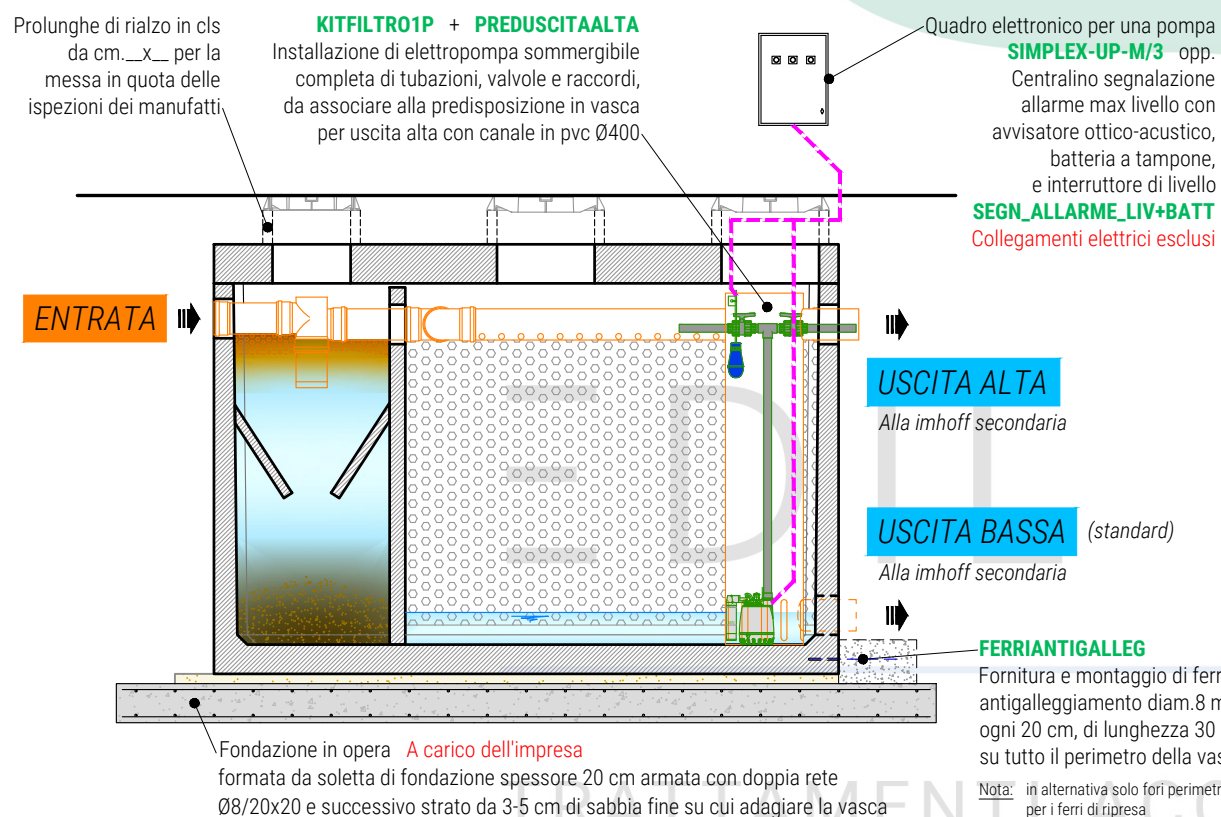 Prolunghe di rialzo in cls
da cm.__x__ per la
messa in quota delle
ispezioni dei manufatti
KITFILTRO1P + PREDUSCITAALTA
Installazione di elettropompa sommergibile
completa di tubazioni, valvole e raccordi,
da associare alla predisposizione in vasca
per uscita alta con canale in pvc Ø400
Quadro elettronico per una pompa
SIMPLEX-UP-M/3 opp.
Centralino segnalazione
allarme max livello con
avvisatore ottico-acustico,
batteria a tampone,
e interruttore di livello
SEGN_ALLARME_LIV+BATT
Collegamenti elettrici esclusi
ENTRATA
USCITA ALTA
Alla imhoff secondaria
USCITA BASSA (standard)
Alla imhoff secondaria
FERRIANTIGALLEG
Fornitura e montaggio di ferr
antigalleggiamento diam.8 m
ogni 20 cm, di lunghezza 30
su tutto il perimetro della vas
Nota: in alternativa solo fori perimetr
per i ferri di ripresa
Fondazione in opera A carico dell'impresa
formata da soletta di fondazione spessore 20 cm armata con doppia rete
Ø8/20x20 e successivo strato da 3-5 cm di sabbia fine su cui adagiare la vasca
EDIL
TRATTAMENTI ACQ